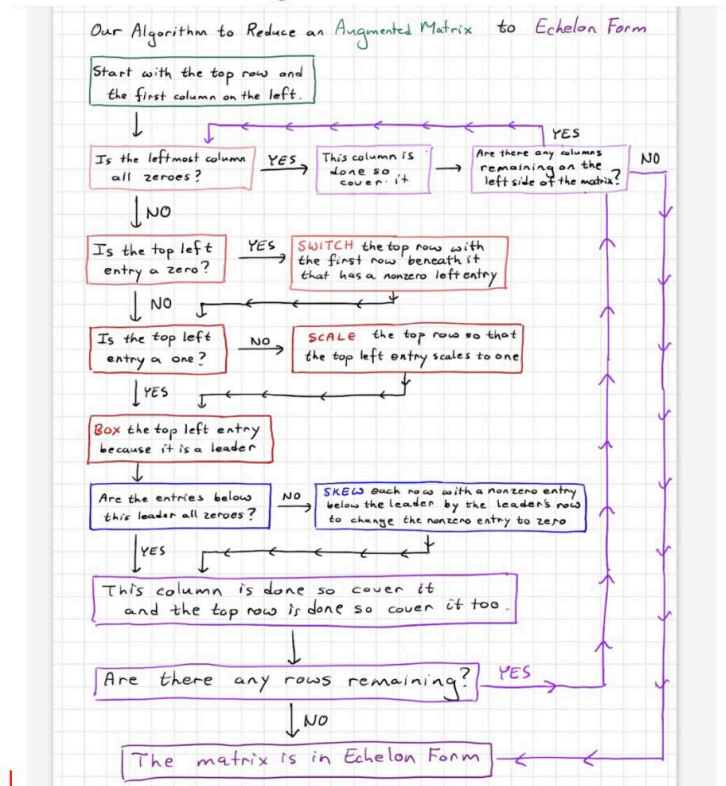 Our Algorithm to Reduce an Augmented Matrix to Echelon Form
Start with the top row and
the first column on the left.
YES
Is the leftmost column
all zeroes?
YES
This column is
done so
cover it
Are there any columns
remaining on the
left side of the matrix?
NO
NO
Is the top left
entry a zero?
YES
SWITCH the top row with
the first row beneath it
that has a nonzero left entry
NO
Is the top left
entry a one?
NO
SCALE the top row so that
the top left entry scales to one
YES
Box the top left entry
because it is a leader
Are the entries below
this leader all zeroes?
NO
SKEW each row with a nonzero entry
below the leader by the leader's row
to change the nonzero entry to zero
YES
This column is done so cover it
and the top row is done so cover it too.
Are there any rows remaining?
YES
NO
The matrix is in Echelon Form